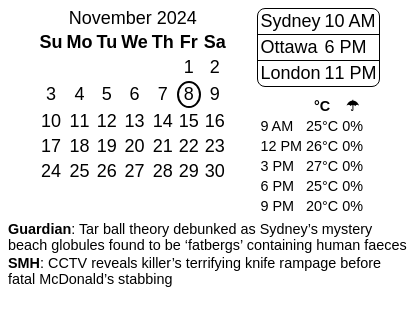 November 2024
Su Mo Tu We Th Fr Sa
1 2
3 4 5 6 7 8 9
10 11 12 13 14 15 16
17 18 19 20 21 22 23
24 25 26 27 28 29 30
Sydney 10 AM
Ottawa 6 PM
London 11 PM
°C ☂
9 AM 25°C 0%
12 PM 26°C 0%
3 PM 27°C 0%
6 PM 25°C 0%
9 PM 20°C 0%
Guardian: Tar ball theory debunked as Sydney’s mystery
beach globules found to be ‘fatbergs’ containing human faeces
SMH: CCTV reveals killer’s terrifying knife rampage before
fatal McDonald’s stabbing